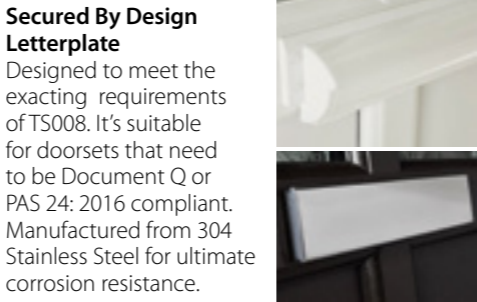 Secured By Design
Letterplate
Designed to meet the
exacting  requirements
of TS008. It's suitable
for doorsets that need
to be Document Q or
PAS 24: 2016 compliant.
Manufactured from 304
Stainless Steel for ultimate
corrosion resistance.